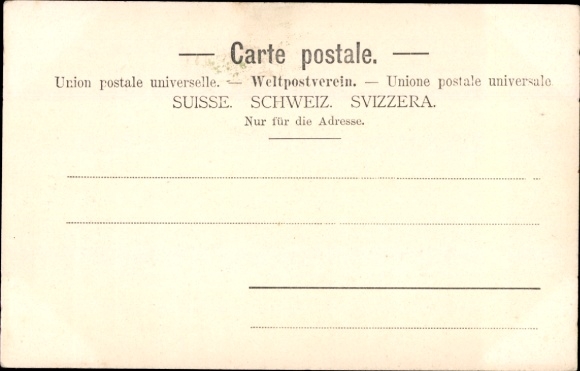 — Carte postale. —
Union postale universelle. — Weltpostverein. — Unione postale universale.
SUISSE. SCHWEIZ. SVIZZERA.
Nur für die Adresse.